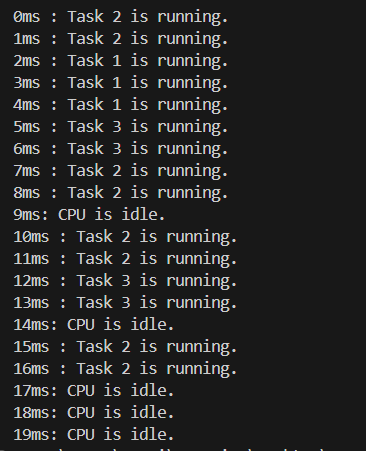 0ms : Task 2 is running.
1ms : Task 2 is running.
2ms : Task 1 is running.
3ms : Task 1 is running.
4ms : Task 1 is running.
5ms : Task 3 is running.
6ms : Task 3 is running.
7ms : Task 2 is running.
8ms : Task 2 is running.
9ms: CPU is idle.
10ms : Task 2 is running.
11ms : Task 2 is running.
12ms : Task 3 is running.
13ms : Task 3 is running.
14ms: CPU is idle.
15ms : Task 2 is running.
16ms : Task 2 is running.
17ms: CPU is idle.
18ms: CPU is idle.
19ms: CPU is idle.